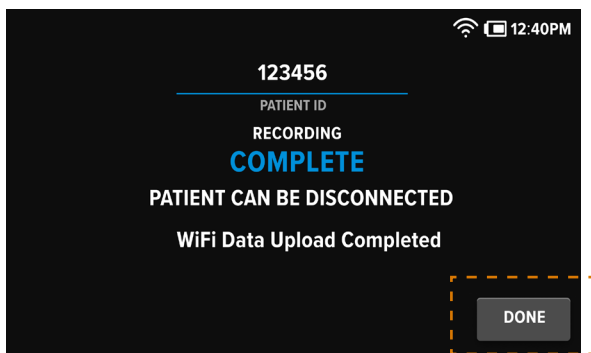 12:40PM
123456
PATIENT ID
RECORDING
COMPLETE
PATIENT CAN BE DISCONNECTED
WiFi Data Upload Completed
DONE